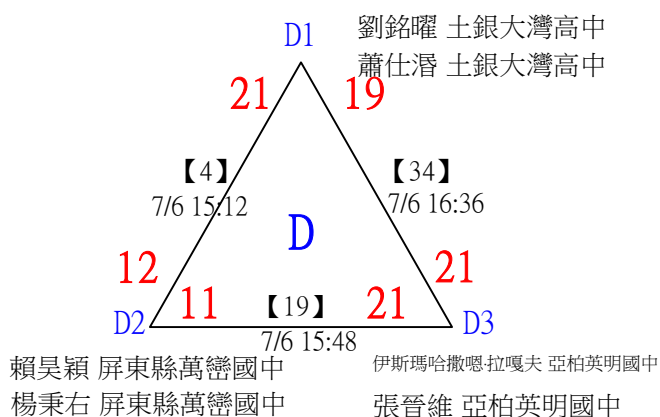 D1
劉銘曜 土銀大灣高中
蕭仕溍 土銀大灣高中
21
19
【4】
7/6 15:12
【34】
7/6 16:36
D
12
21
11
【19】
21
D2
7/6 15:48
D3
賴昊穎 屏東縣萬巒國中
楊秉右 屏東縣萬巒國中
伊斯瑪哈撒嗯·拉嘎夫 亞柏英明國中
張晉維 亞柏英明國中